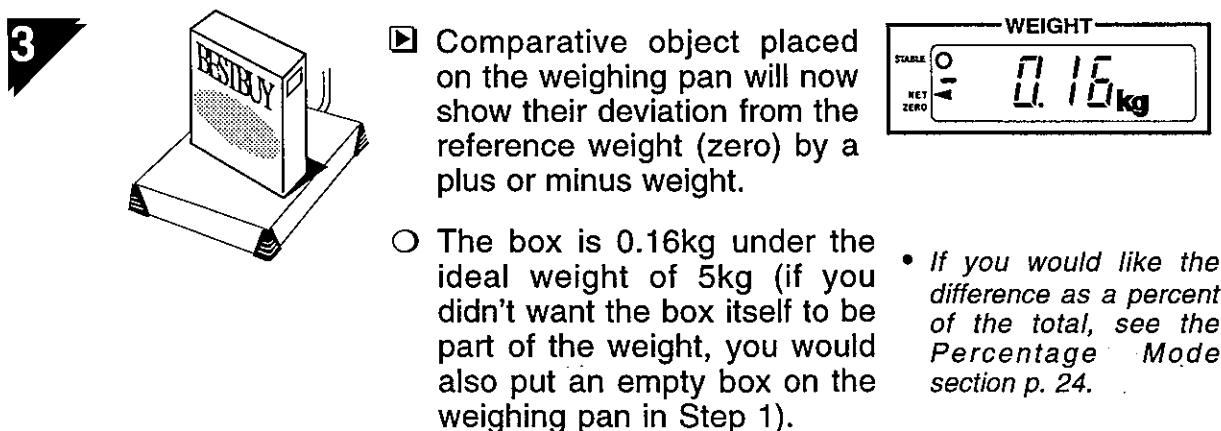 3
BESTBUY
▶ Comparative object placed
on the weighing pan will now
show their deviation from the
reference weight (zero) by a
plus or minus weight.
WEIGHT
STABLE
NET
ZERO
0.16kg
○ The box is 0.16kg under the
ideal weight of 5kg (if you
didn't want the box itself to be
part of the weight, you would
also put an empty box on the
weighing pan in Step 1).
• If you would like the
difference as a percent
of the total, see the
Percentage Mode
section p. 24.